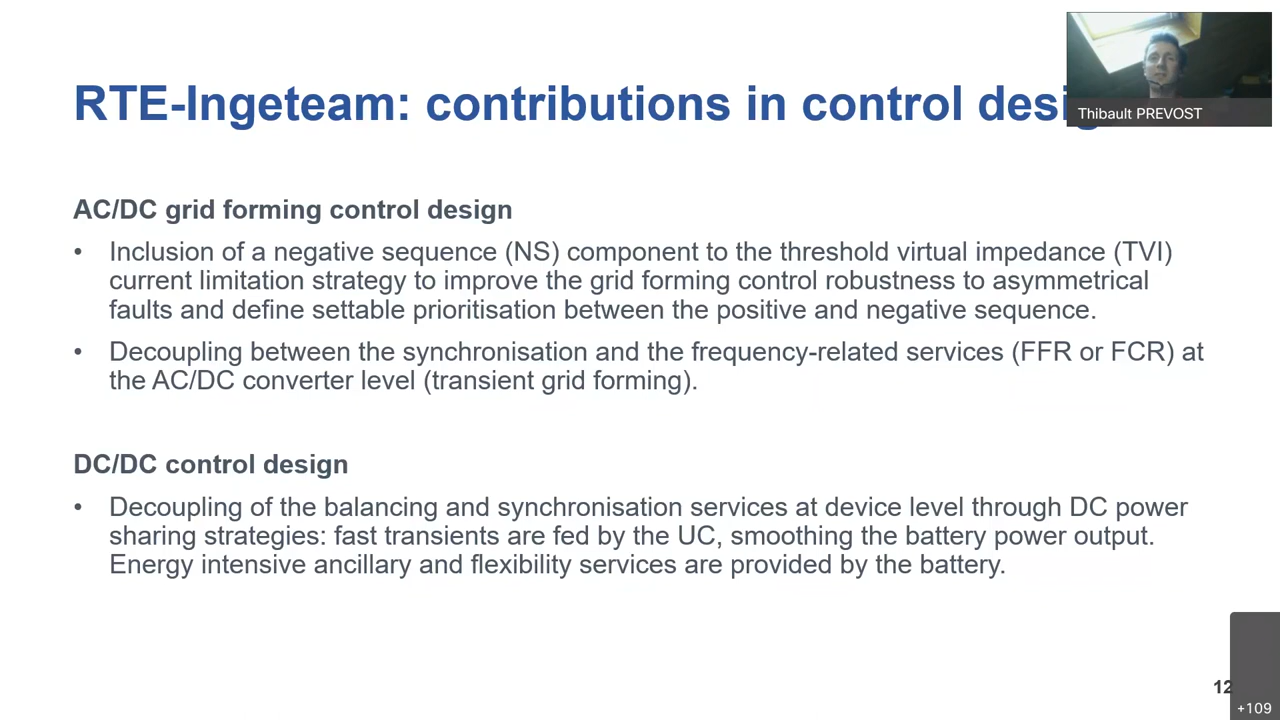 RTE-Ingeteam: contributions in control desig
Thibault PREVOST
AC/DC grid forming control design
• Inclusion of a negative sequence (NS) component to the threshold virtual impedance (TVI)
current limitation strategy to improve the grid forming control robustness to asymmetrical
faults and define settable prioritisation between the positive and negative sequence.
• Decoupling between the synchronisation and the frequency-related services (FFR or FCR) at
the AC/DC converter level (transient grid forming).
DC/DC control design
• Decoupling of the balancing and synchronisation services at device level through DC power
sharing strategies: fast transients are fed by the UC, smoothing the battery power output.
Energy intensive ancillary and flexibility services are provided by the battery.
12
+109